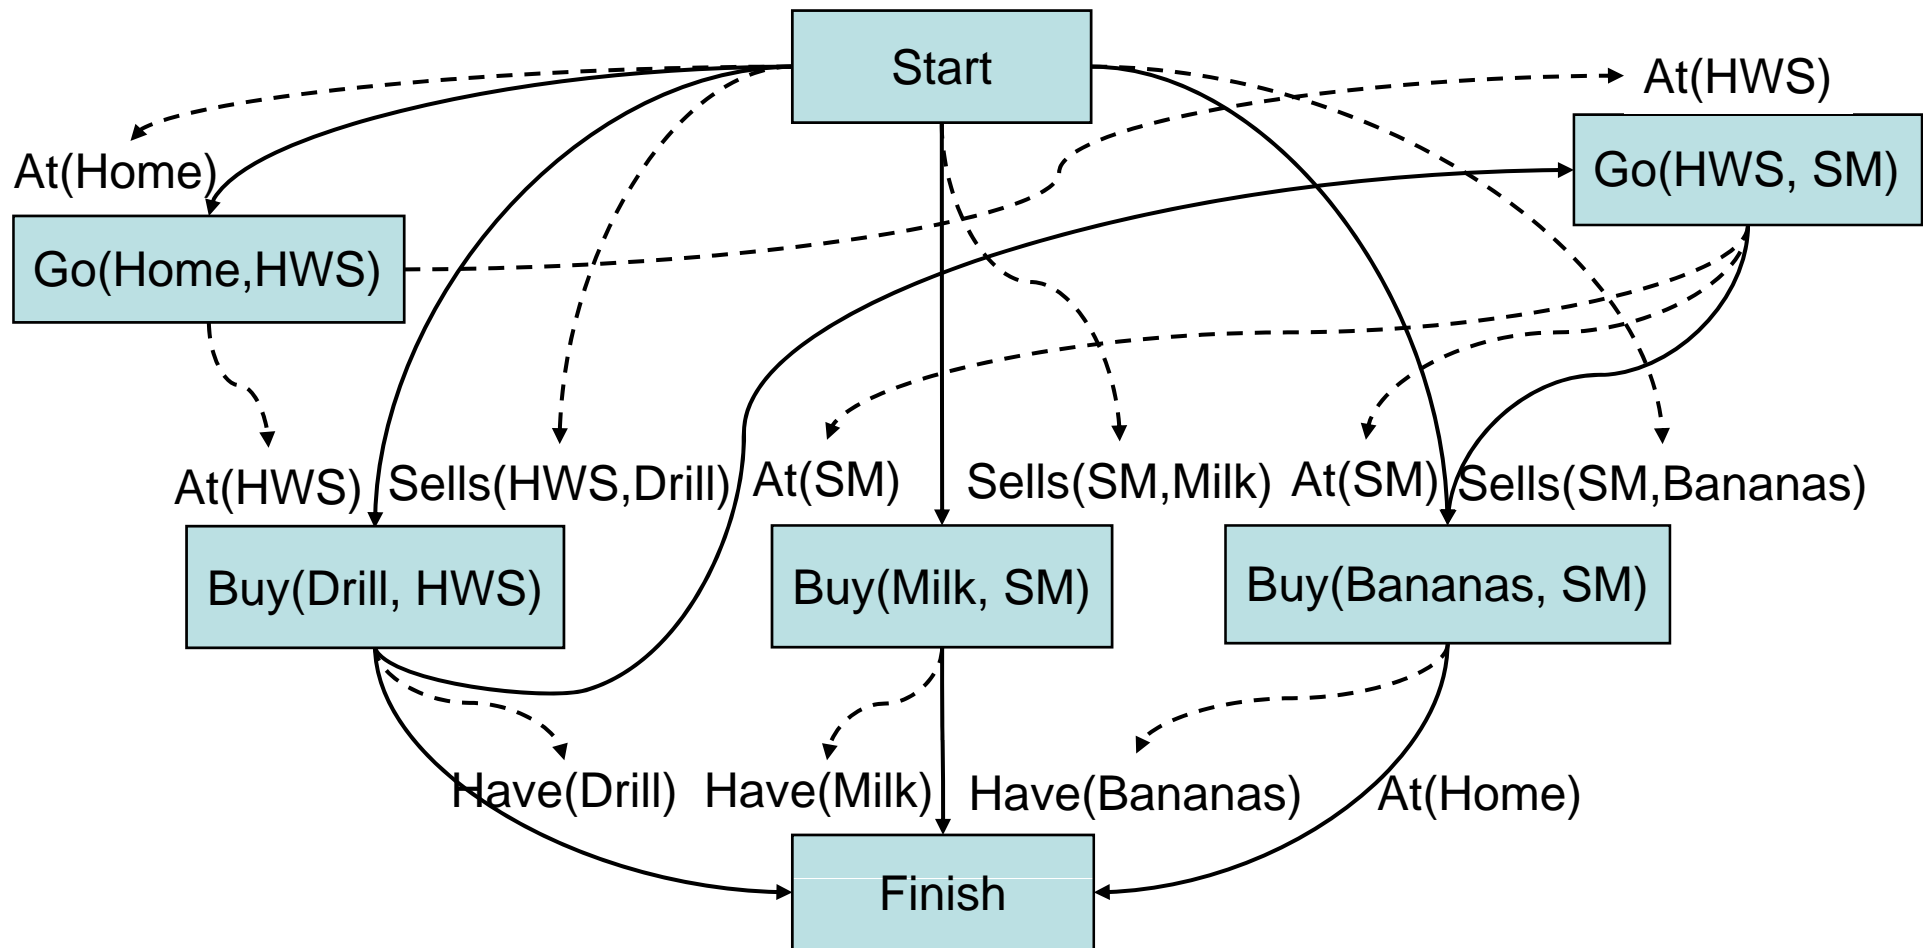 Start
At(HWS)
At(Home)
Go(HWS, SM)
Go(Home,HWS)
At(HWS)
Sells(HWS,Drill)
At(SM)
Sells(SM,Milk)
At(SM)
Sells(SM,Bananas)
Buy(Drill, HWS)
Buy(Milk, SM)
Buy(Bananas, SM)
Have(Drill)
Have(Milk)
Have(Bananas)
At(Home)
Finish